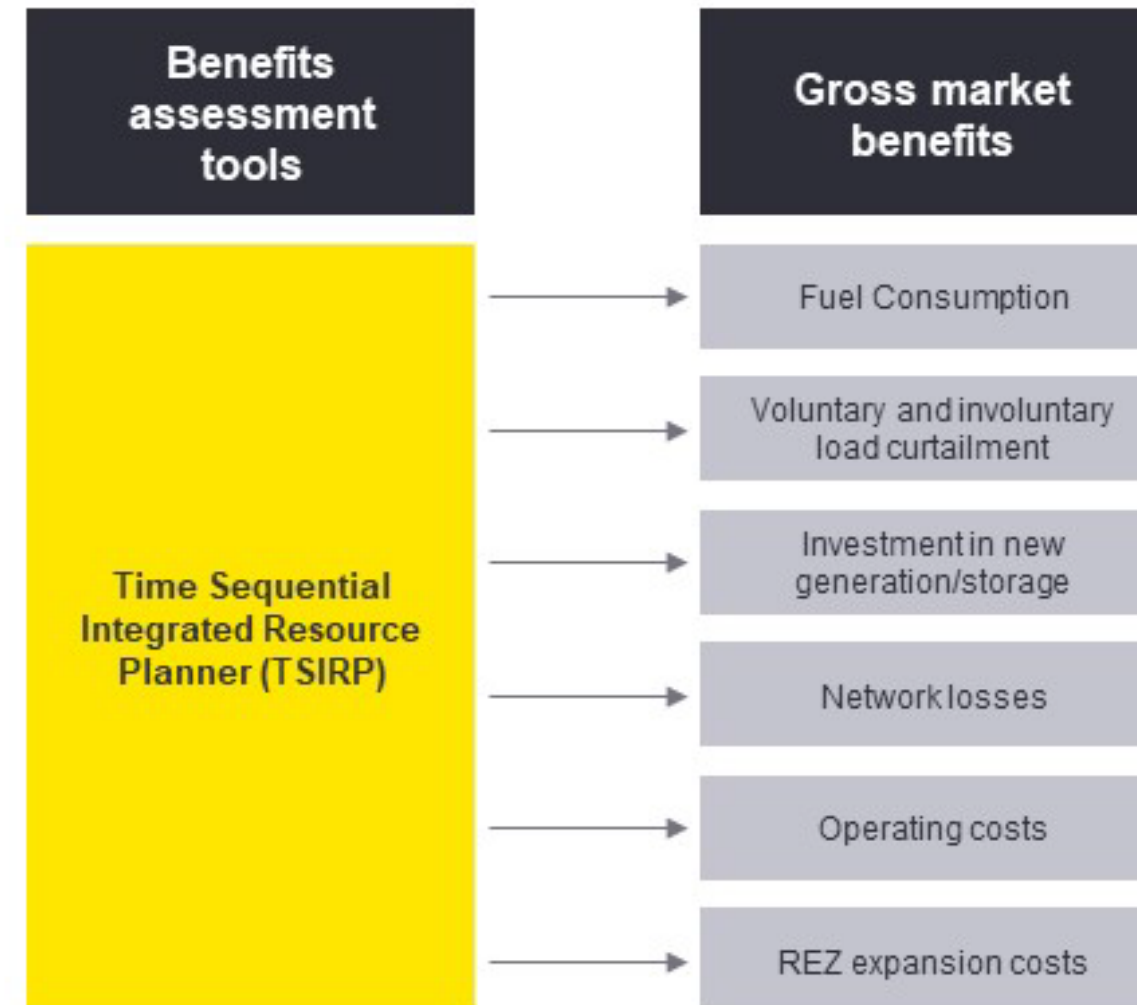 Benefits
assessment
tools
Gross market
benefits
Time Sequential
Integrated Resource
Planner (TSIRP)
Fuel Consumption
Voluntary and involuntary
load curtailment
Investment in new
generation/storage
Network losses
Operating costs
REZ expansion costs